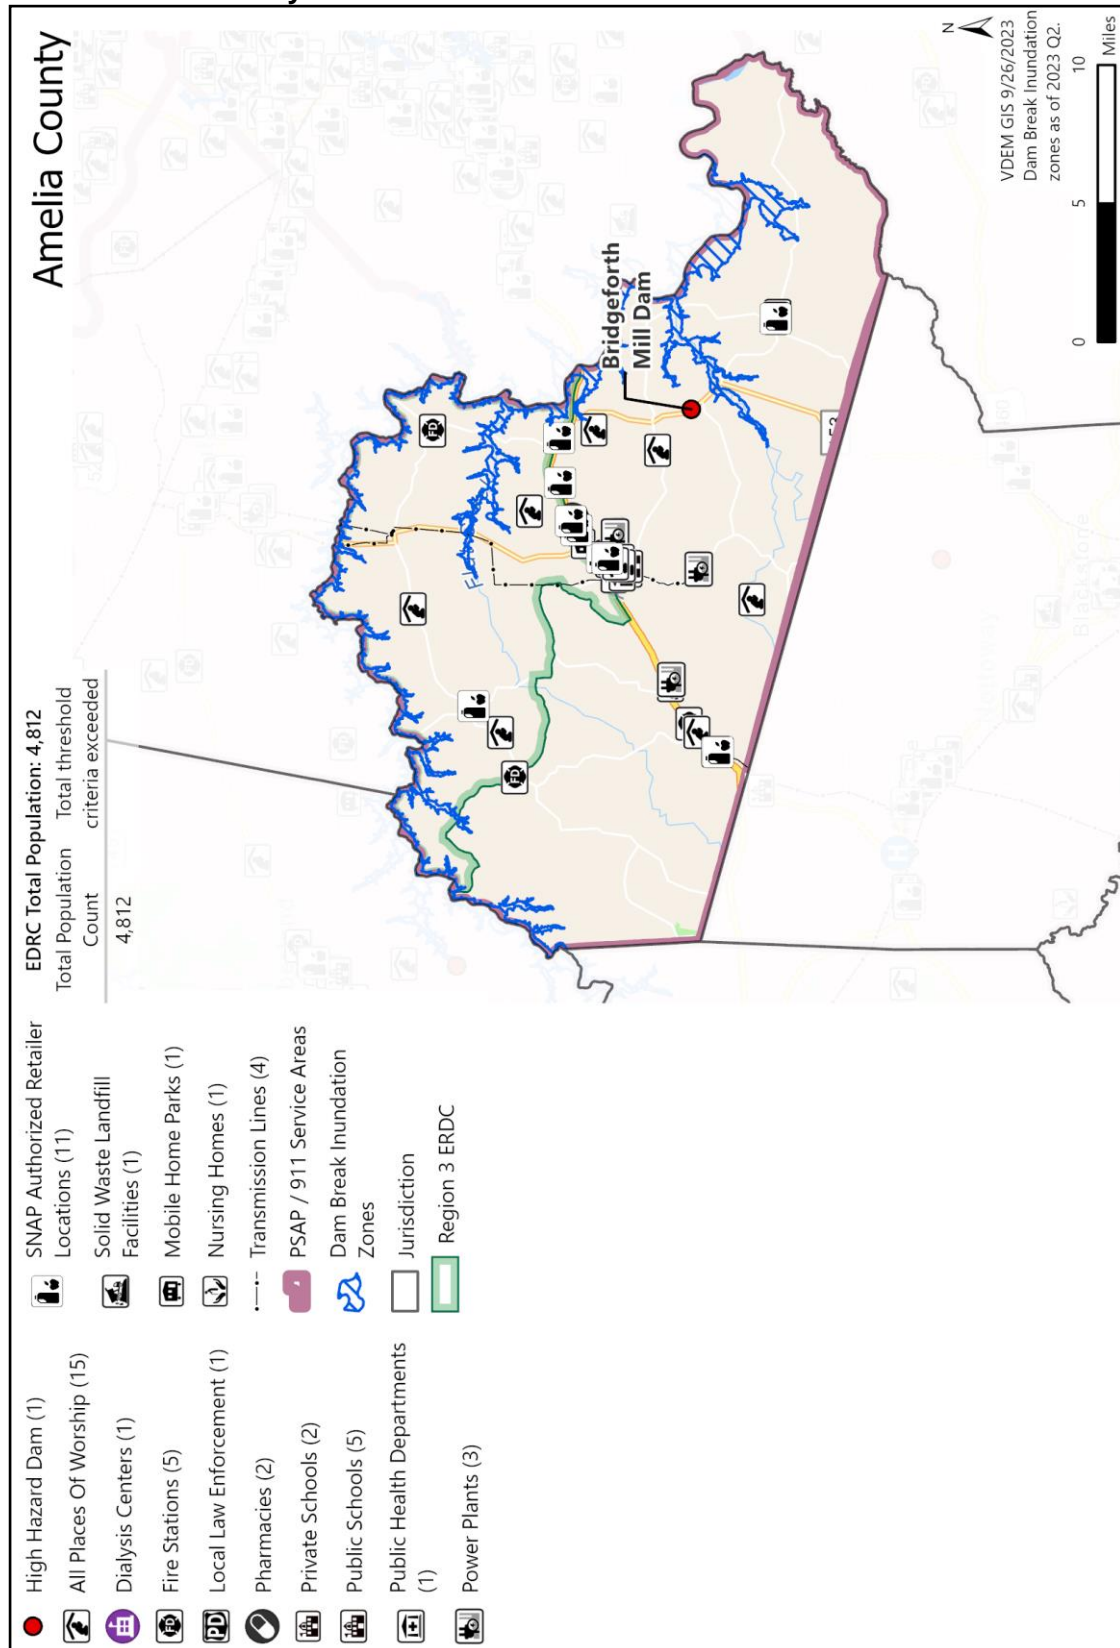 Amelia County
High Hazard Dam (1)
All Places Of Worship (15)
Dialysis Centers (1)
Fire Stations (5)
Local Law Enforcement (1)
Pharmacies (2)
Private Schools (2)
Public Schools (5)
Public Health Departments
(1)
Power Plants (3)
SNAP Authorized Retailer
Locations (11)
Solid Waste Landfill
Facilities (1)
Mobile Home Parks (1)
Nursing Homes (1)
Transmission Lines (4)
PSAP / 911 Service Areas
Dam Break Inundation
Zones
Jurisdiction
Region 3 ERDC
EDRC Total Population: 4,812
Total Population
Count
Total threshold
criteria exceeded
4,812
Bridgeforth
Mill Dam
Blackstone
N
VDEM GIS 9/26/2023
Dam Break Inundation
zones as of 2023 Q2.
0 5 10
Miles